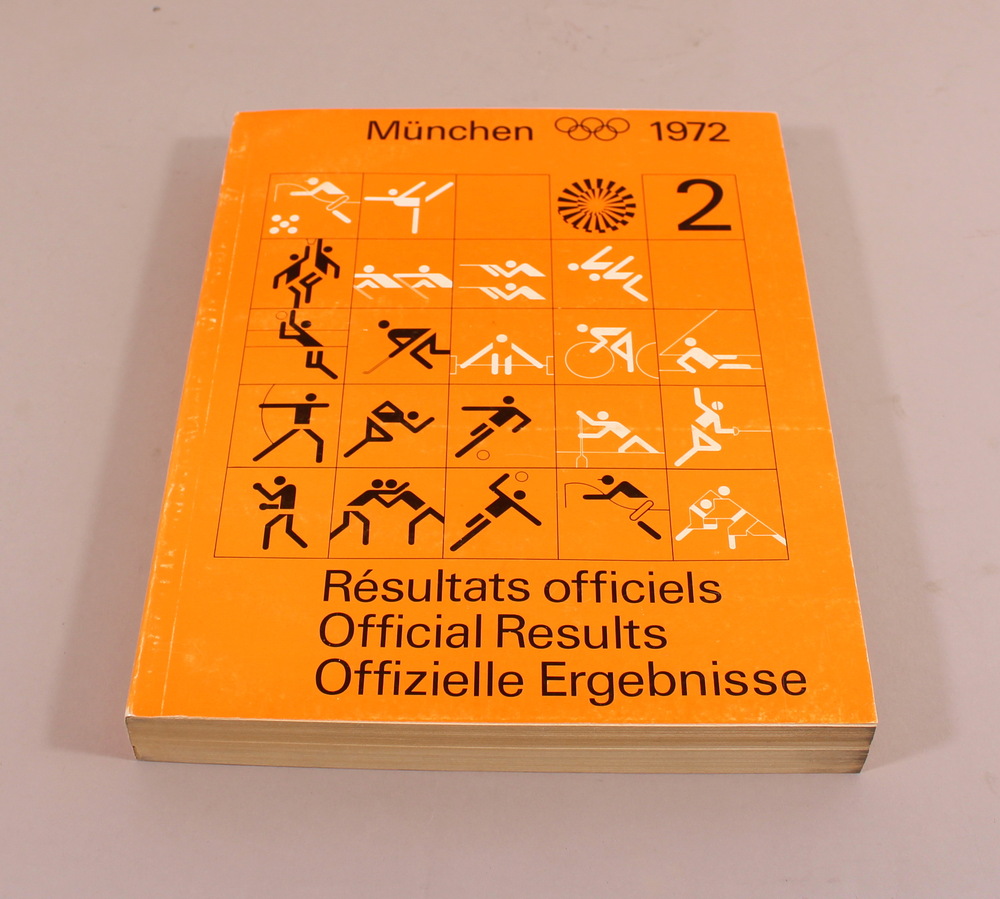 München 1972
2
Résultats officiels
Official Results
Offizielle Ergebnisse